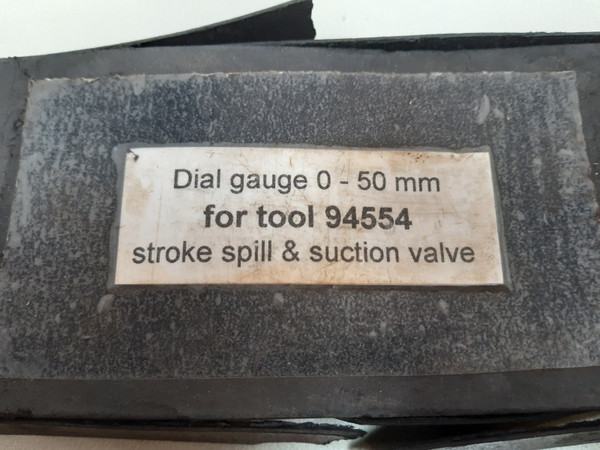 Dial gauge 0 - 50 mm
for tool 94554
stroke spill & suction valve